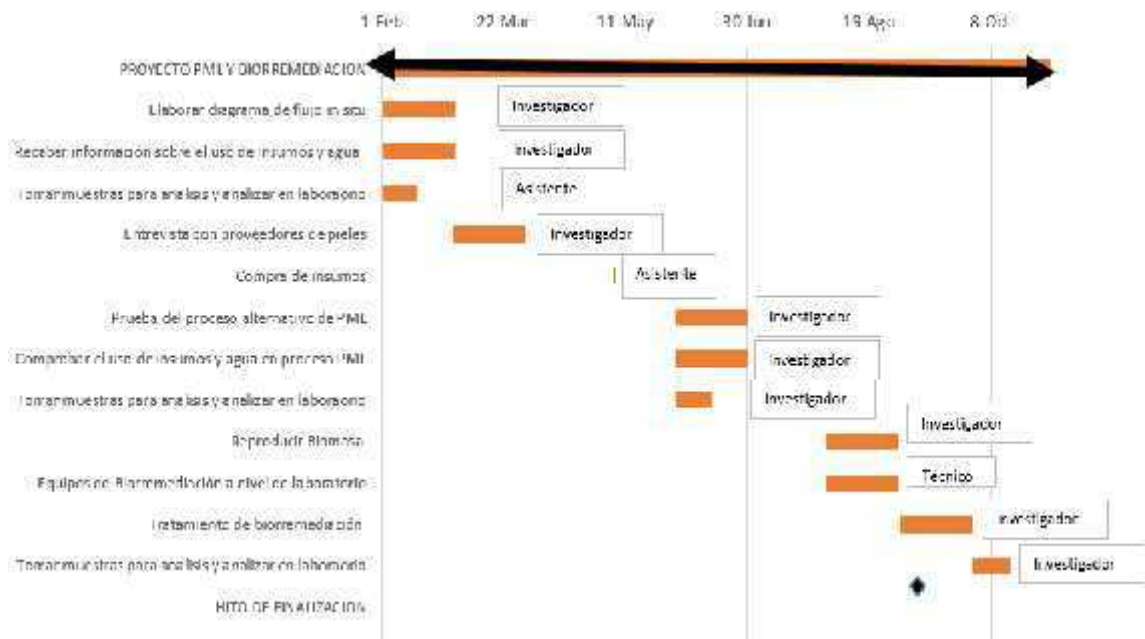 1 Feb 22 Mar 11 May 30 Jun 19 Ago 8 Oct
PROYECTO PML Y BIORREMEDIACION
Elaborar diagrama de flujo in situ Investigador
Recabar información sobre el uso de insumos y agua Investigador
Tomar muestras para analisis y analizar en laboraorio Asistente
Entrevista con proveedores de pieles Investigador
Compra de insumos Asistente
Prueba del proceso alternativo de PML Investigador
Comprobar el uso de insumos y agua en proceso PML Investigador
Tomar muestras para analisis y analizar en laboraorio Investigador
Reproducir Biomasa Investigador
Equipos de Biorremediación a nivel de laboratorio Técnico
Tratamiento de biorremediación Investigador
Tomar muestras para analisis y analizar en laboraorio Investigador
HITO DE FINALIZACION